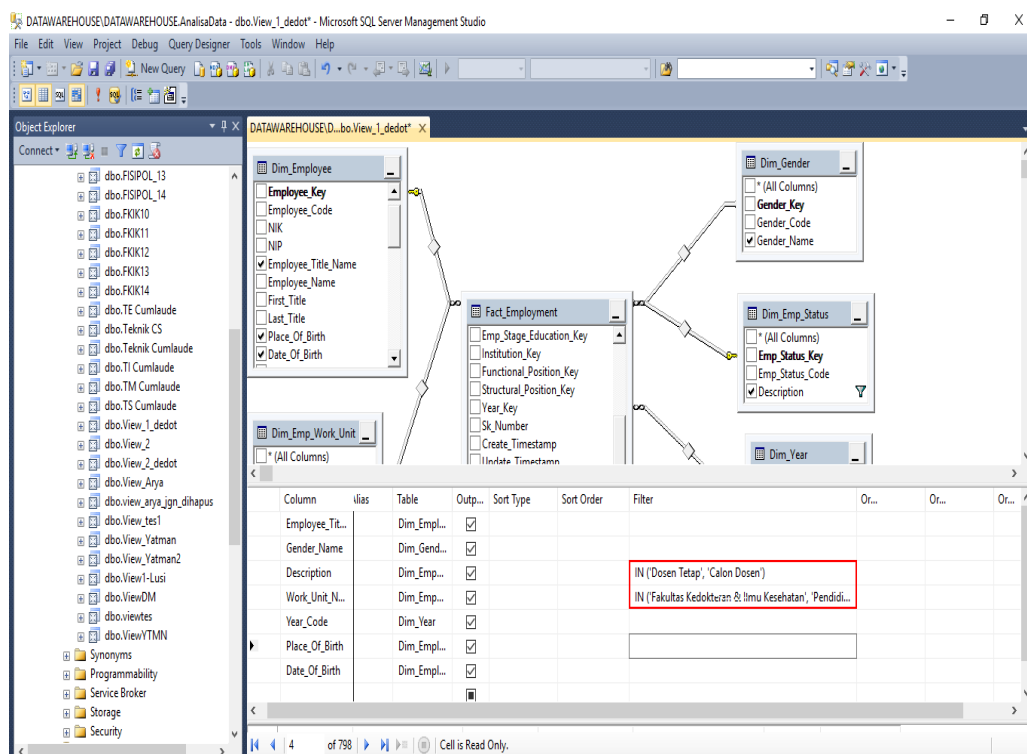 DATAWAREHOUSE\DATAWAREHOUSE.AnalisaData - dbo.View_1_dedot* - Microsoft SQL Server Management Studio
File Edit View Project Debug Query Designer Tools Window Help
New Query
Object Explorer
DATAWAREHOUSE\D...bo.View_1_dedot*
Connect
dbo.FISIPOL_13
dbo.FISIPOL_14
dbo.FKIK10
dbo.FKIK11
dbo.FKIK12
dbo.FKIK13
dbo.FKIK14
dbo.TE Cumlaude
dbo.Teknik CS
dbo.Teknik Cumlaude
dbo.TI Cumlaude
dbo.TM Cumlaude
dbo.TS Cumlaude
dbo.View_1_dedot
dbo.View_2
dbo.View_2_dedot
dbo.View_Arya
dbo.view_arya_jgn_dihapus
dbo.View_tes1
dbo.View_Yatman
dbo.View_Yatman2
dbo.View1-Lusi
dbo.ViewDM
dbo.viewtes
dbo.ViewYTMN
Synonyms
Programmability
Service Broker
Storage
Security
Dim_Employee
Employee_Key
Employee_Code
NIK
NIP
Employee_Title_Name
Employee_Name
First_Title
Last_Title
Place_Of_Birth
Date_Of_Birth
Dim_Emp_Work_Unit
* (All Columns)
Fact_Employment
Emp_Stage_Education_Key
Institution_Key
Functional_Position_Key
Structural_Position_Key
Year_Key
Sk_Number
Create_Timestamp
Update_Timestamp
Dim_Gender
* (All Columns)
Gender_Key
Gender_Code
Gender_Name
Dim_Emp_Status
* (All Columns)
Emp_Status_Key
Emp_Status_Code
Description
Dim_Year
Column Alias Table Outp... Sort Type Sort Order Filter Or... Or... Or...
Employee_Tit... Dim_Empl...
Gender_Name Dim_Gend...
Description Dim_Emp... IN ('Dosen Tetap', 'Calon Dosen')
Work_Unit_N... Dim_Emp... IN ('Fakultas Kedokteran & Ilmu Kesehatan', 'Pendidi...
Year_Code Dim_Year
Place_Of_Birth Dim_Empl...
Date_Of_Birth Dim_Empl...
4 of 798 Cell is Read Only.